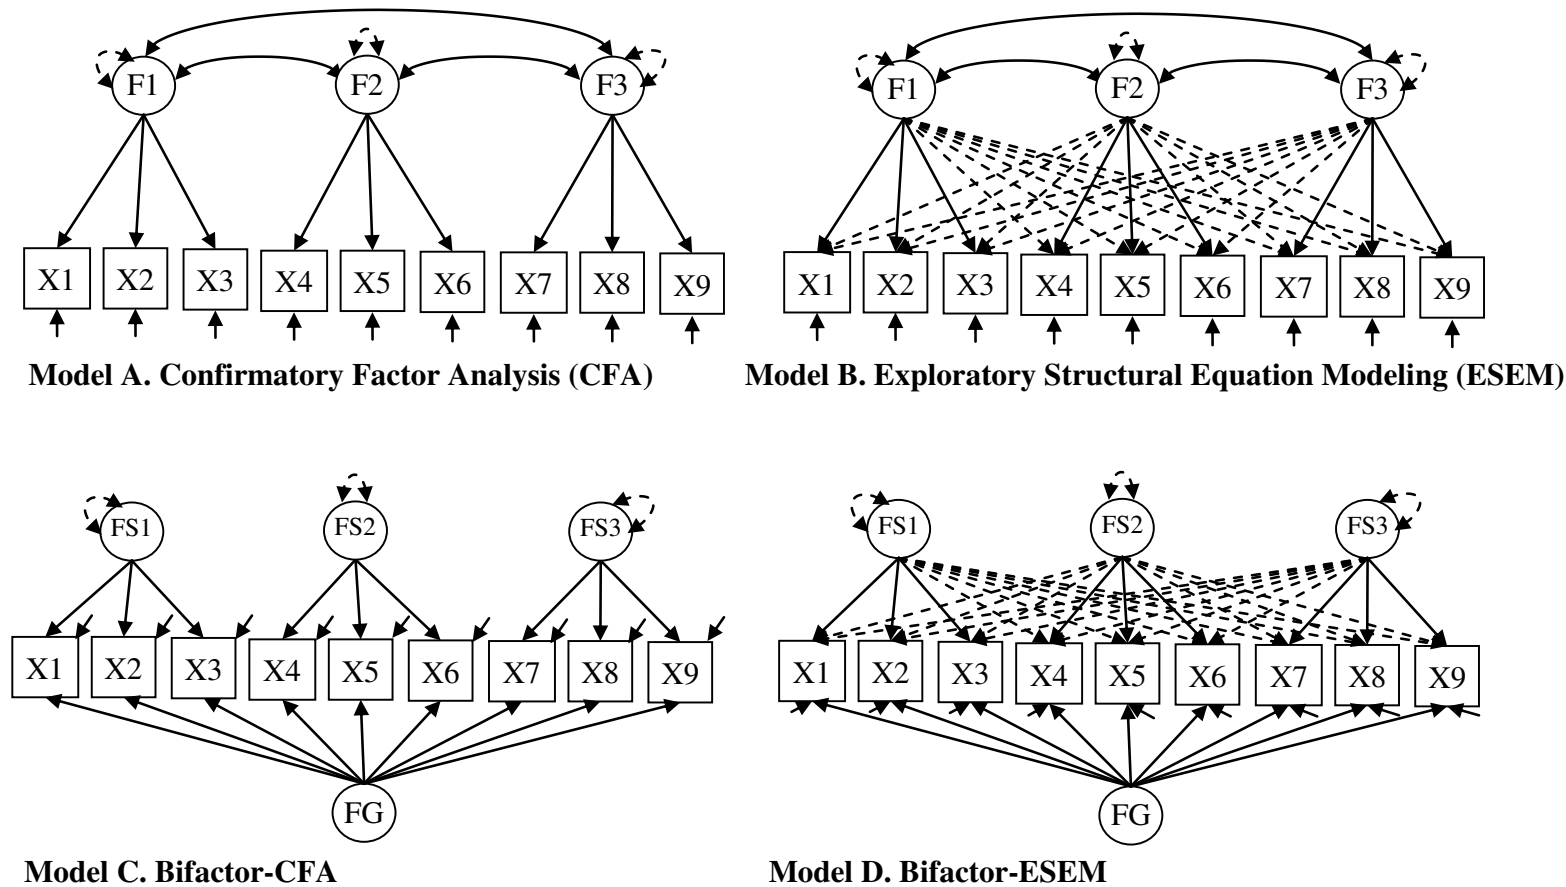 F1 F2 F3
X1 X2 X3 X4 X5 X6 X7 X8 X9
Model A. Confirmatory Factor Analysis (CFA)
F1 F2 F3
X1 X2 X3 X4 X5 X6 X7 X8 X9
Model B. Exploratory Structural Equation Modeling (ESEM)
FS1 FS2 FS3
X1 X2 X3 X4 X5 X6 X7 X8 X9
FG
Model C. Bifactor-CFA
FS1 FS2 FS3
X1 X2 X3 X4 X5 X6 X7 X8 X9
FG
Model D. Bifactor-ESEM